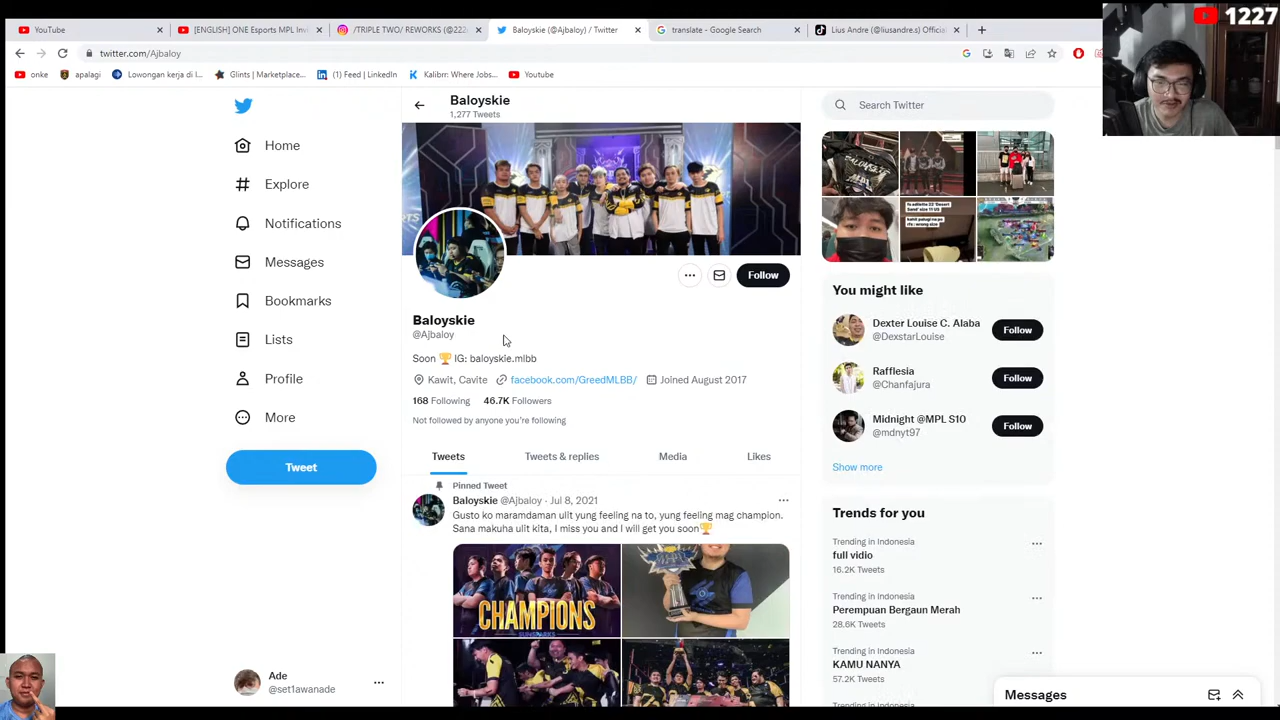 YouTube
[ENGLISH] ONE Esports MPL Invi
/TRIPLE TWO/ REWORKS (@222
Baloyskie (@Ajbaloy) / Twitter
translate - Google Search
Lius Andre (@liusandre.s) Offici
1227
twitter.com/Ajbaloy
onke
apalagi
Lowongan kerja di I...
Glints | Marketplace...
(1) Feed | LinkedIn
Kalibrr: Where Jobs...
Youtube
Home
Explore
Notifications
Messages
Bookmarks
Lists
Profile
More
Tweet
Ade
@set1awanade
Baloyskie
1,277 Tweets
Follow
Baloyskie
@Ajbaloy
Soon 🏆 IG: baloyskie.mlbb
Kawit, Cavite facebook.com/GreedMLBB/ Joined August 2017
168 Following 46.7K Followers
Not followed by anyone you're following
Tweets Tweets & replies Media Likes
Pinned Tweet
Baloyskie @Ajbaloy · Jul 8, 2021
Gusto ko maramdaman ulit yung feeling na to, yung feeling mag champion.
Sana makuha ulit kita, I miss you and I will get you soon🏆
CHAMPIONS
SUNSPARKS
Search Twitter
You might like
Dexter Louise C. Alaba
@DexstarLouise
Follow
Rafflesia
@Chanfajura
Follow
Midnight @MPL S10
@mdnyt97
Follow
Show more
Trends for you
Trending in Indonesia
full vidio
16.2K Tweets
Trending in Indonesia
Perempuan Bergaun Merah
28.6K Tweets
Trending in Indonesia
KAMU NANYA
57.2K Tweets
Messages